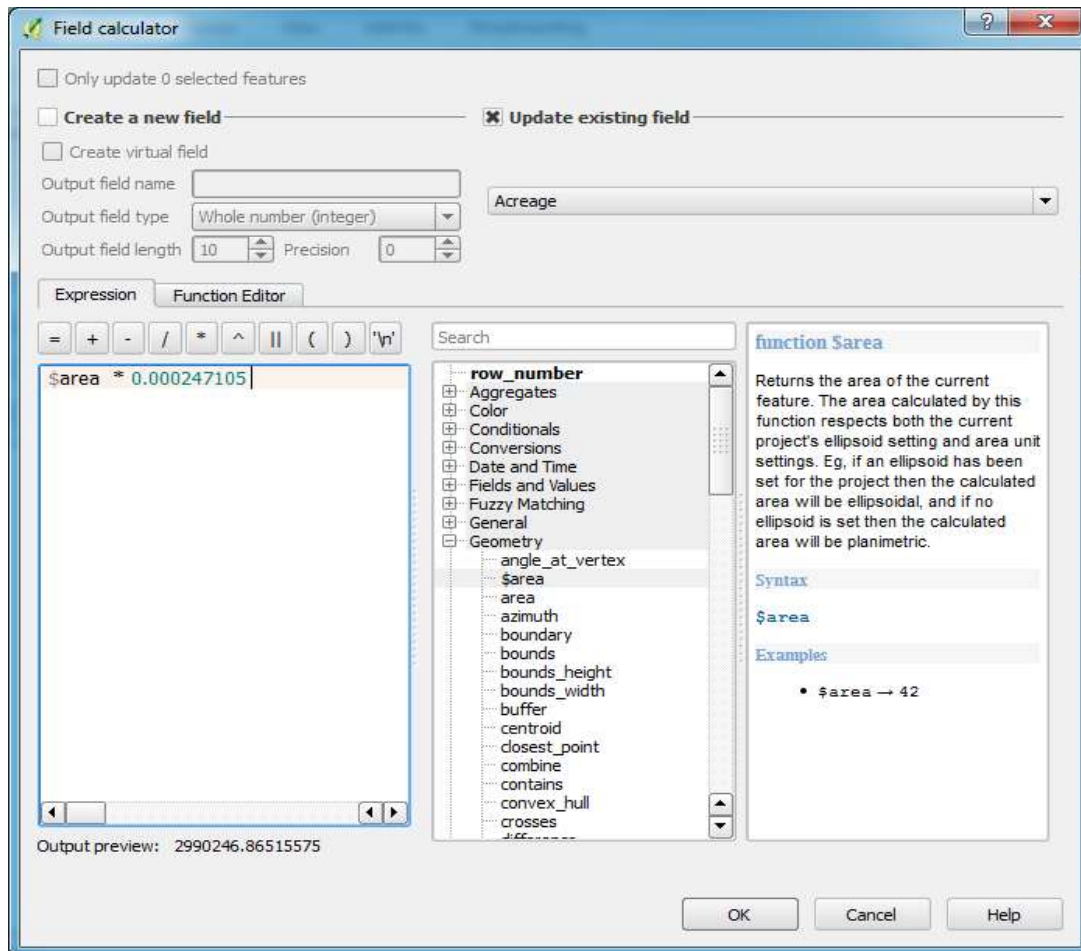 Field calculator
Only update 0 selected features
Create a new field
Update existing field
Create virtual field
Output field name
Acreage
Output field type Whole number (integer)
Output field length 10 Precision 0
Expression Function Editor
= + - / * ^ || ( ) '\n'
$area * 0.000247105
Output preview: 2990246.86515575
Search
row_number
Aggregates
Color
Conditionals
Conversions
Date and Time
Fields and Values
Fuzzy Matching
General
Geometry
angle_at_vertex
$area
area
azimuth
boundary
bounds
bounds_height
bounds_width
buffer
centroid
closest_point
combine
contains
convex_hull
crosses
function $area
Returns the area of the current
feature. The area calculated by this
function respects both the current
project's ellipsoid setting and area unit
settings. Eg, if an ellipsoid has been
set for the project then the calculated
area will be ellipsoidal, and if no
ellipsoid is set then the calculated
area will be planimetric.
Syntax
$area
Examples
• $area → 42
OK Cancel Help